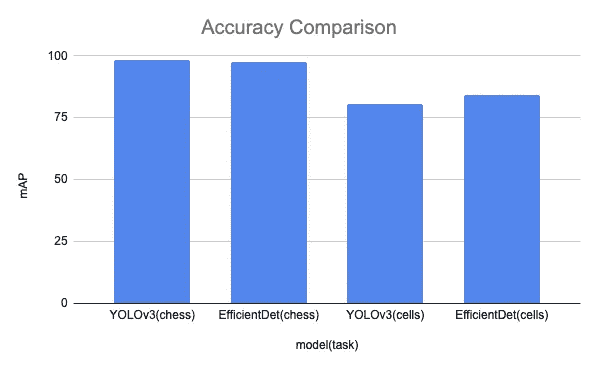 Accuracy Comparison
100
75
50
25
0
mAP
YOLOv3(chess) EfficientDet(chess) YOLOv3(cells) EfficientDet(cells)
model(task)